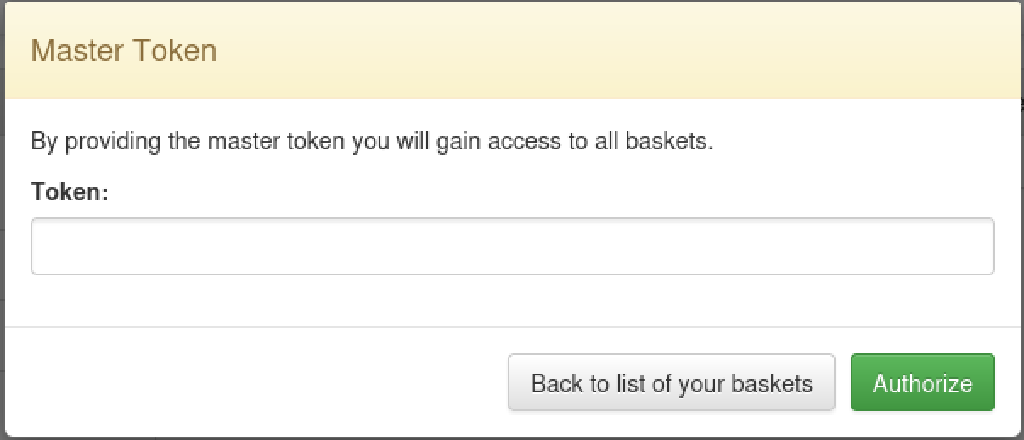 Master Token
By providing the master token you will gain access to all baskets.
Token:
Back to list of your baskets
Authorize